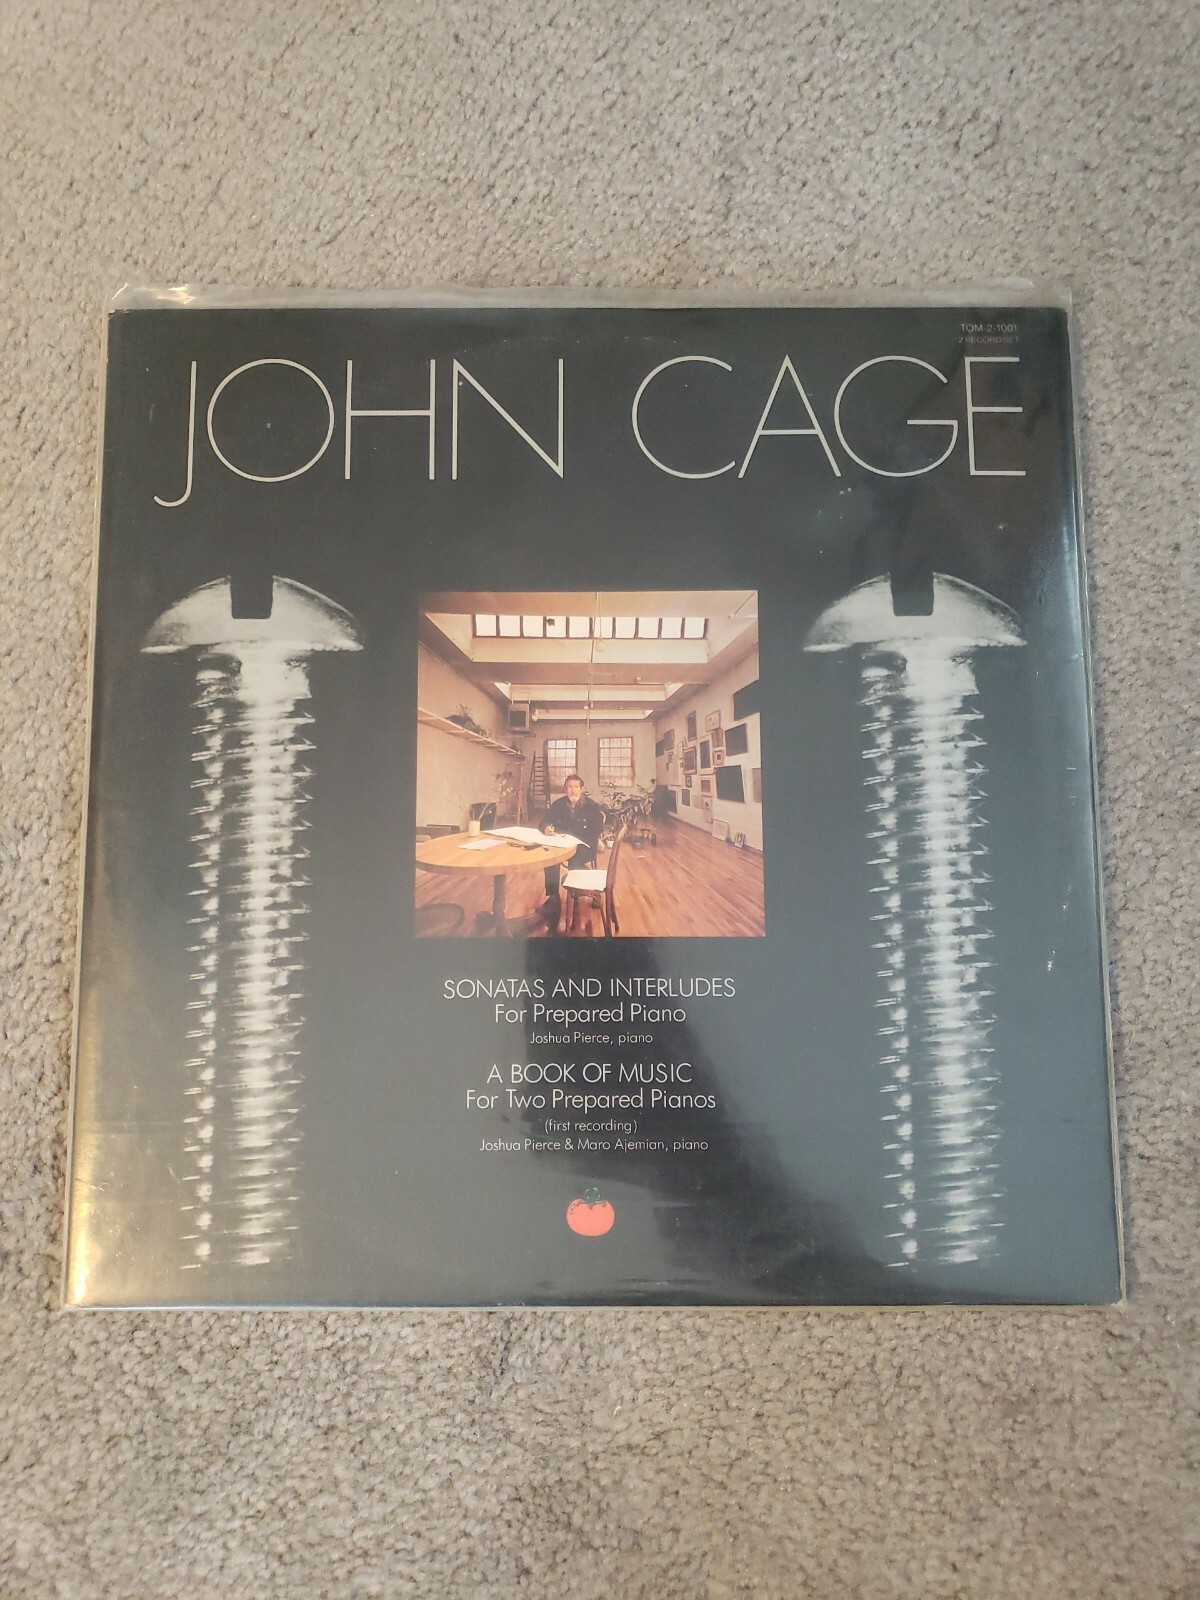 TOM-2-1001
2 RECORD SET
JOHN CAGE
SONATAS AND INTERLUDES
For Prepared Piano
Joshua Pierce, piano
A BOOK OF MUSIC
For Two Prepared Pianos
(first recording)
Joshua Pierce & Maro Ajemian, piano